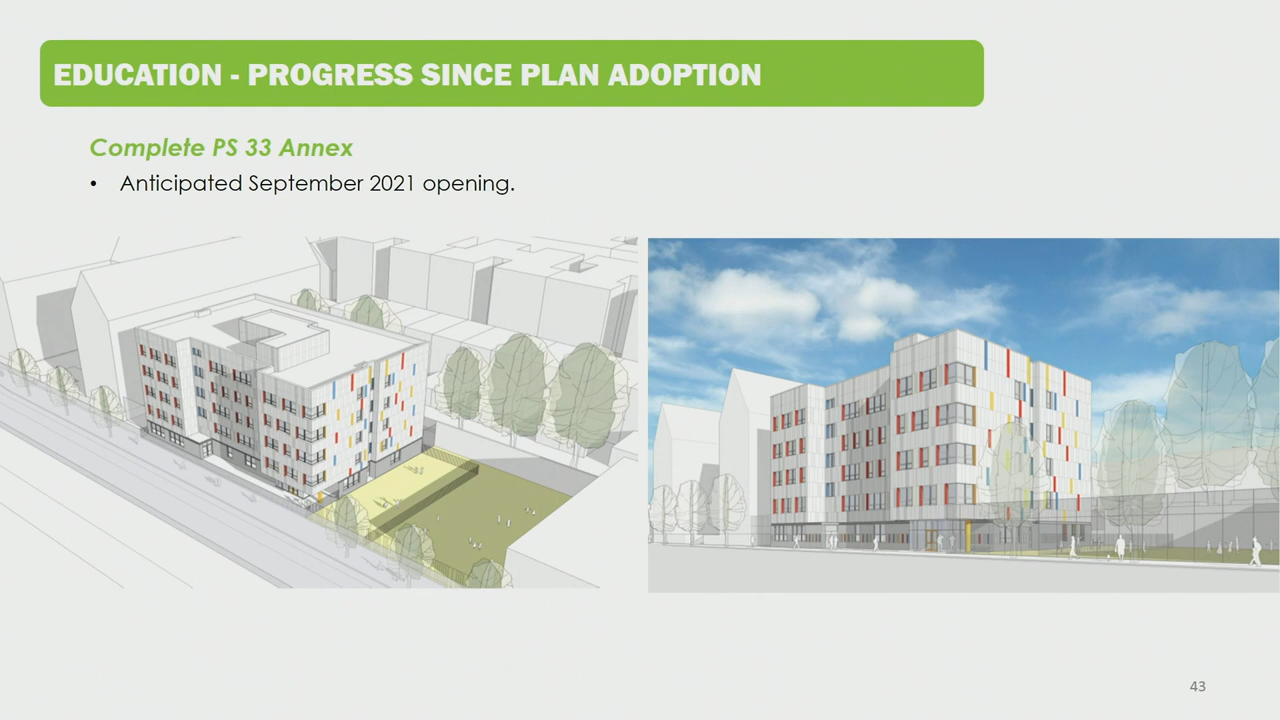 EDUCATION - PROGRESS SINCE PLAN ADOPTION
Complete PS 33 Annex
• Anticipated September 2021 opening.
43